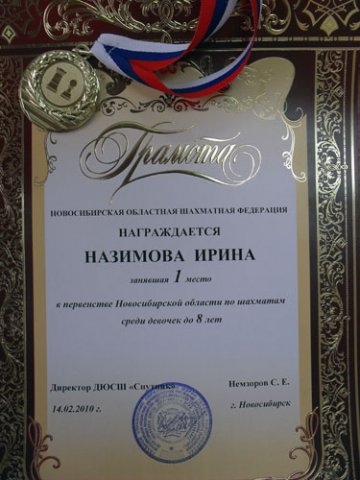 Грамота
НОВОСИБИРСКАЯ ОБЛАСТНАЯ ШАХМАТНАЯ ФЕДЕРАЦИЯ
НАГРАЖДАЕТСЯ
НАЗИМОВА ИРИНА
занявшая 1 место
в первенстве Новосибирской области по шахматам
среди девочек до 8 лет
Директор ДЮСШ «Спутник» Немзоров С. Е.
14.02.2010 г. г. Новосибирск